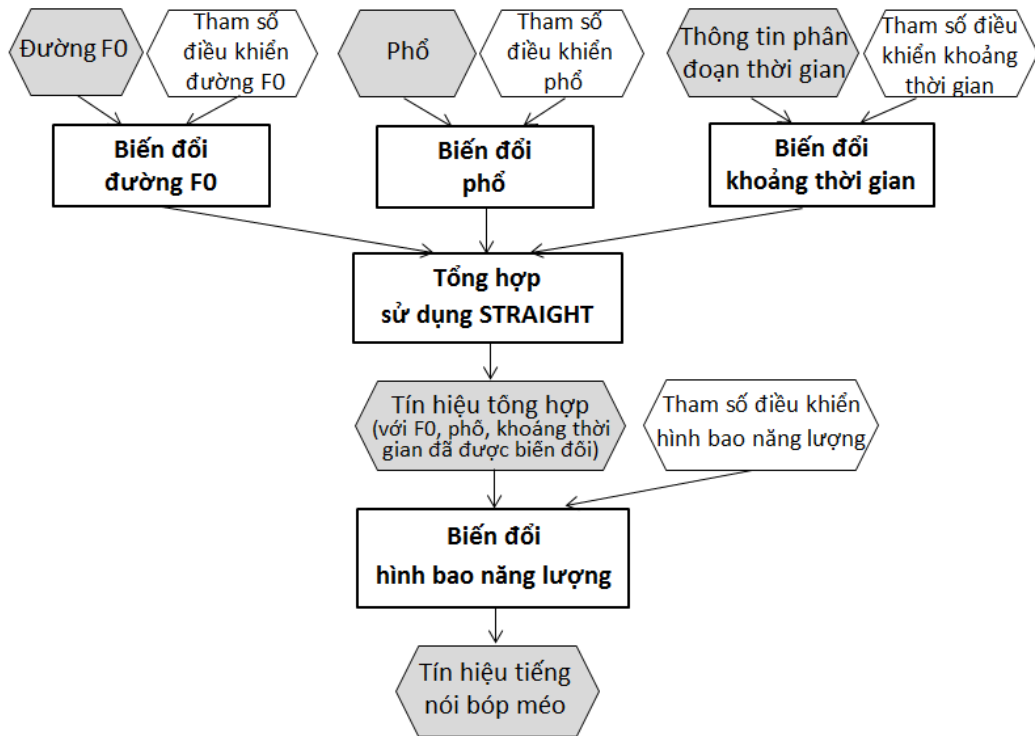 Đường F0
Tham số
điều khiển
đường F0
Phổ
Tham số
điều khiển
phổ
Thông tin phân
đoạn thời gian
Tham số điều
khiển khoảng
thời gian
Biến đổi
đường F0
Biến đổi
phổ
Biến đổi
khoảng thời gian
Tổng hợp
sử dụng STRAIGHT
Tín hiệu tổng hợp
(với F0, phổ, khoảng thời
gian đã được biến đổi)
Tham số điều khiển
hình bao năng lượng
Biến đổi
hình bao năng lượng
Tín hiệu tiếng
nói bóp méo